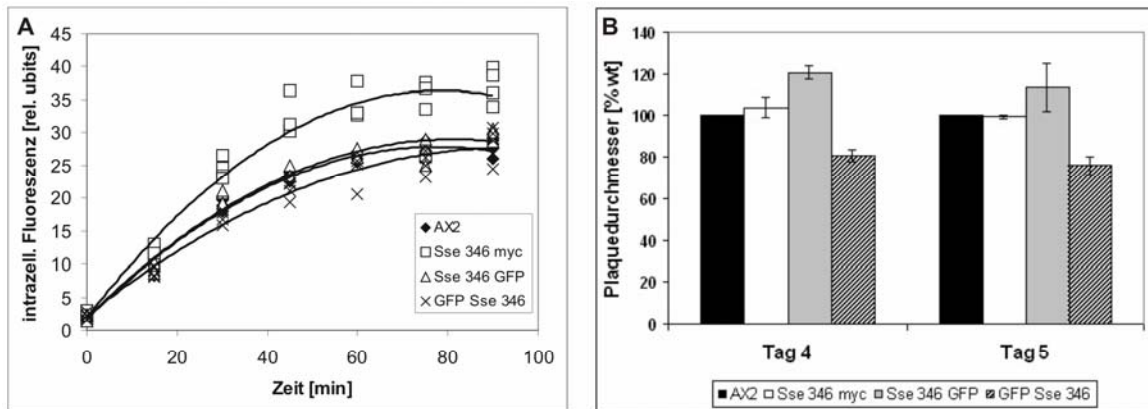 A
intrazell. Fluoreszenz [rel. ubits]
45
40
35
30
25
20
15
10
5
0
0 20 40 60 80 100
Zeit [min]
AX2
Sse 346 myc
Sse 346 GFP
GFP Sse 346
B
Plaquedurchmesser [%wt]
140
120
100
80
60
40
20
0
Tag 4 Tag 5
AX2 Sse 346 myc Sse 346 GFP GFP Sse 346